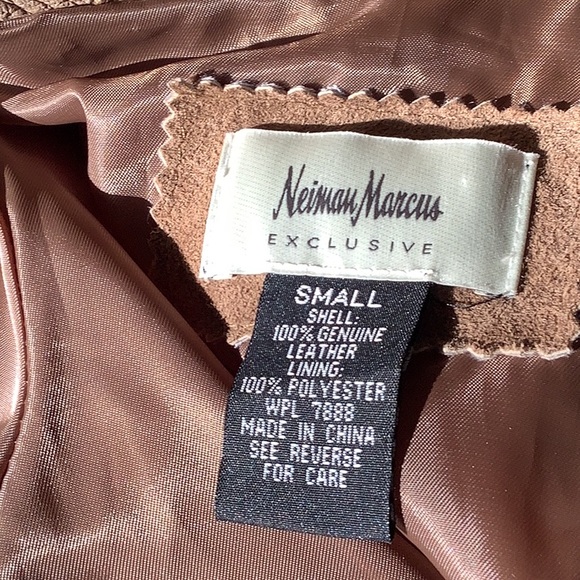 Neiman Marcus
EXCLUSIVE
SMALL
SHELL:
100% GENUINE
LEATHER
LINING:
100% POLYESTER
WPL 7888
MADE IN CHINA
SEE REVERSE
FOR CARE